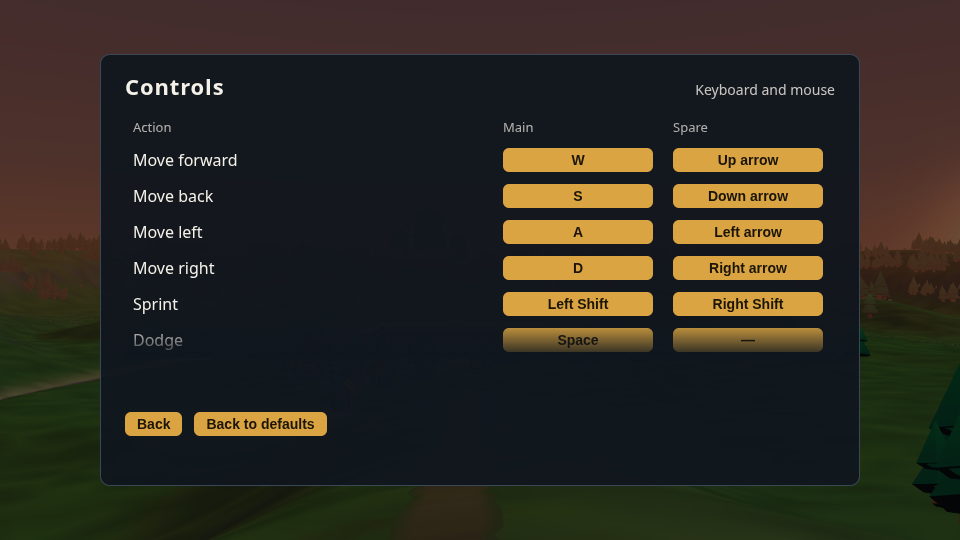 Controls
Keyboard and mouse
Action Main Spare
Move forward W Up arrow
Move back S Down arrow
Move left A Left arrow
Move right D Right arrow
Sprint Left Shift Right Shift
Dodge Space —
Back Back to defaults